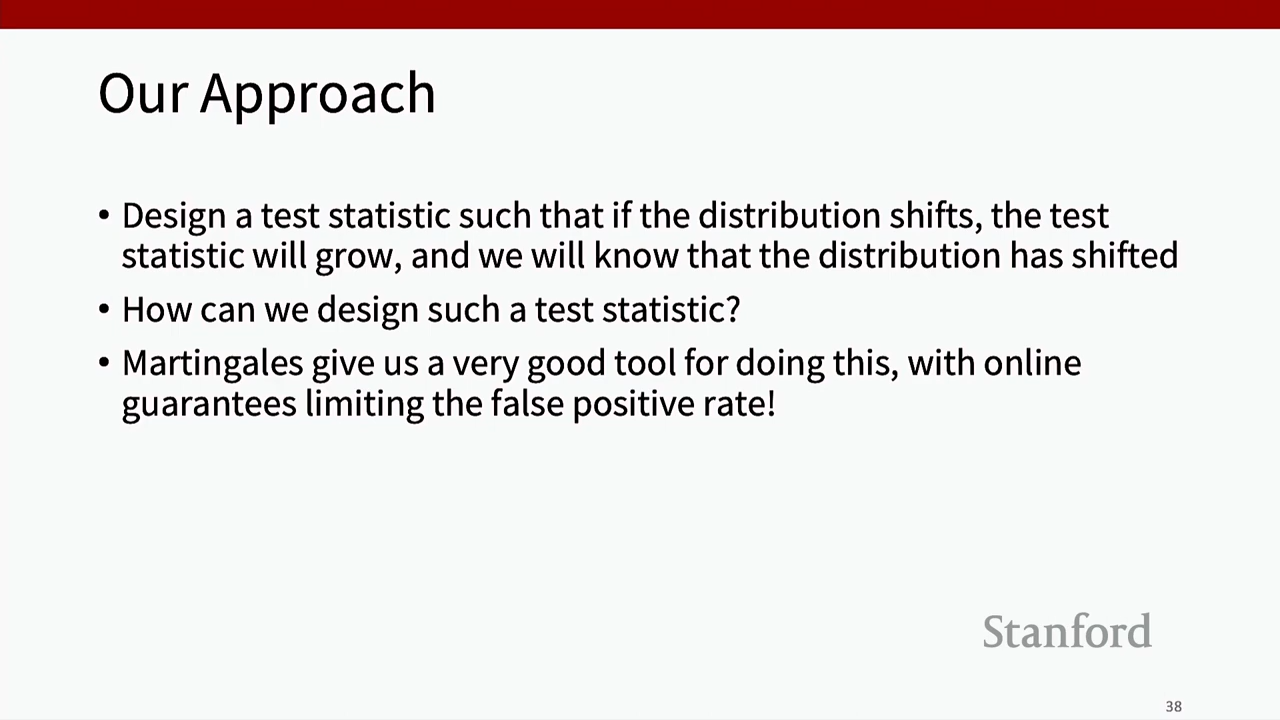 Our Approach
• Design a test statistic such that if the distribution shifts, the test
statistic will grow, and we will know that the distribution has shifted
• How can we design such a test statistic?
• Martingales give us a very good tool for doing this, with online
guarantees limiting the false positive rate!
Stanford
38